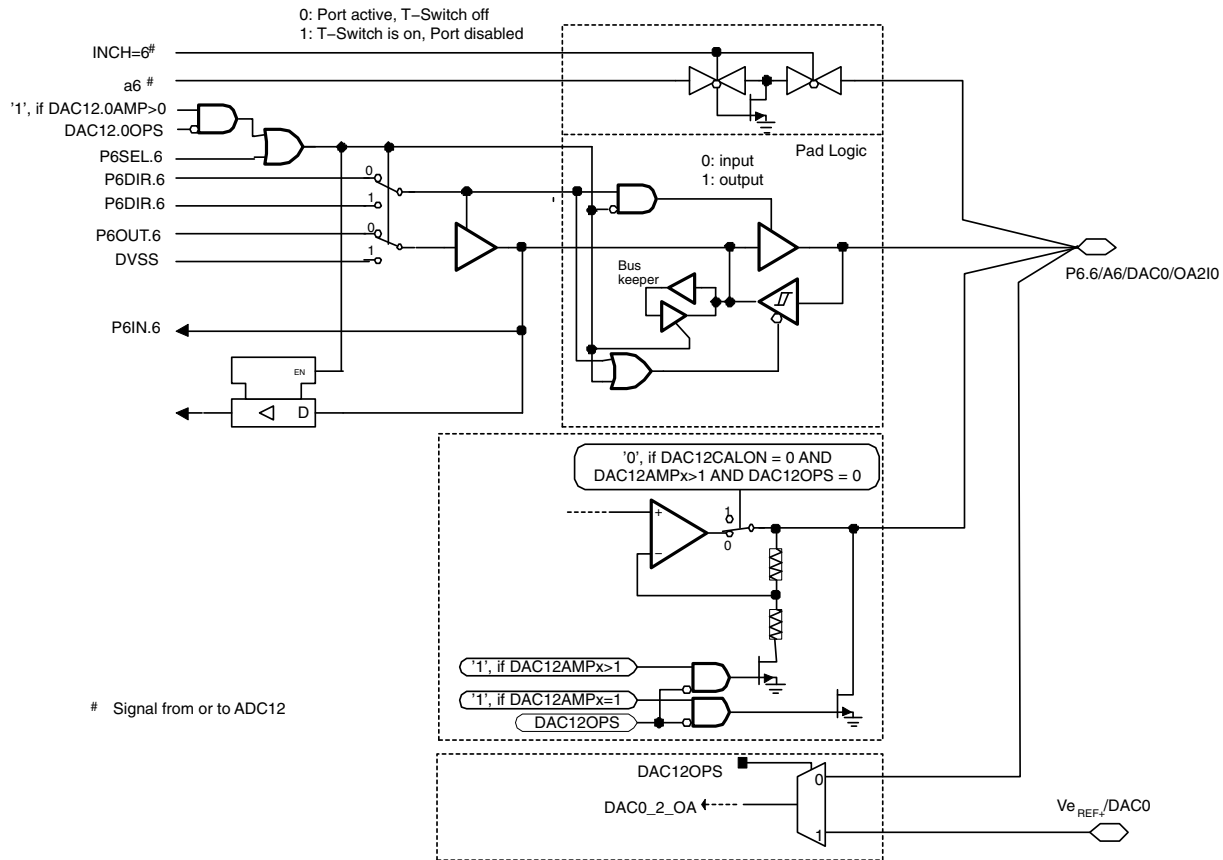 0: Port active, T−Switch off
1: T−Switch is on, Port disabled
INCH=6#
a6 #
'1', if DAC12.0AMP>0
DAC12.0OPS
P6SEL.6
P6DIR.6
0
P6DIR.6
1
P6OUT.6
0
DVSS
1
P6IN.6
EN
D
Pad Logic
0: input
1: output
Bus
keeper
P6.6/A6/DAC0/OA2I0
'0', if DAC12CALON = 0 AND
DAC12AMPx>1 AND DAC12OPS = 0
+
−
1
0
'1', if DAC12AMPx>1
'1', if DAC12AMPx=1
DAC12OPS
# Signal from or to ADC12
DAC12OPS
0
DAC0_2_OA
1
VeREF+/DAC0